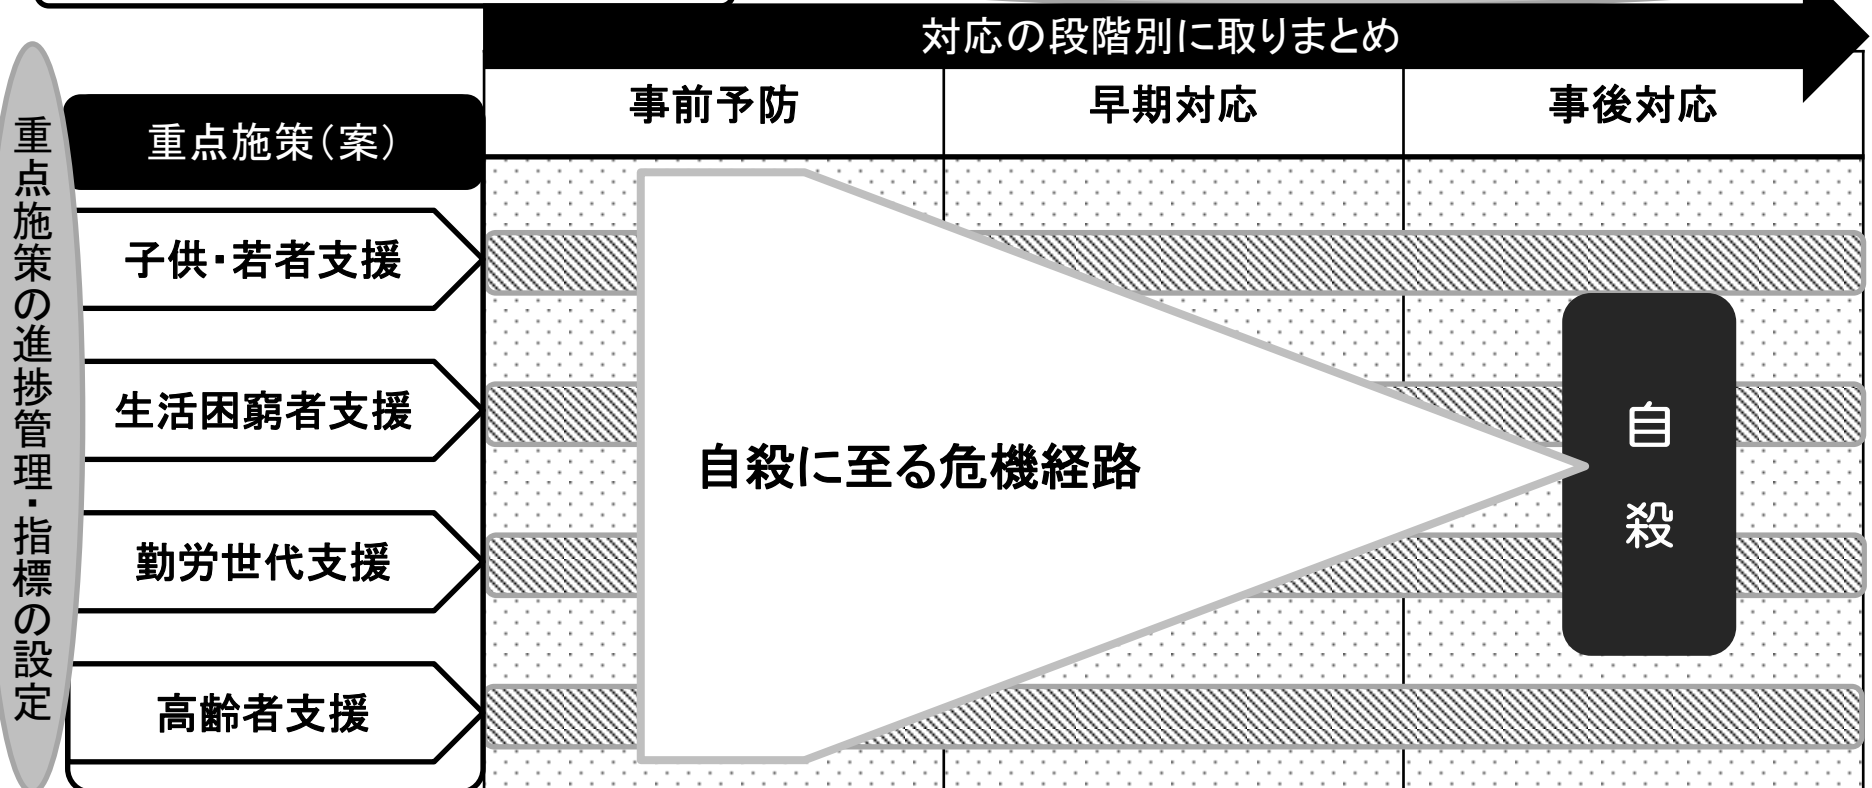 対応の段階別に取りまとめ
事前予防
早期対応
事後対応
重点施策(案)
重点施策の進捗管理・指標の設定
子供・若者支援
生活困窮者支援
勤労世代支援
高齢者支援
自殺に至る危機経路
自殺